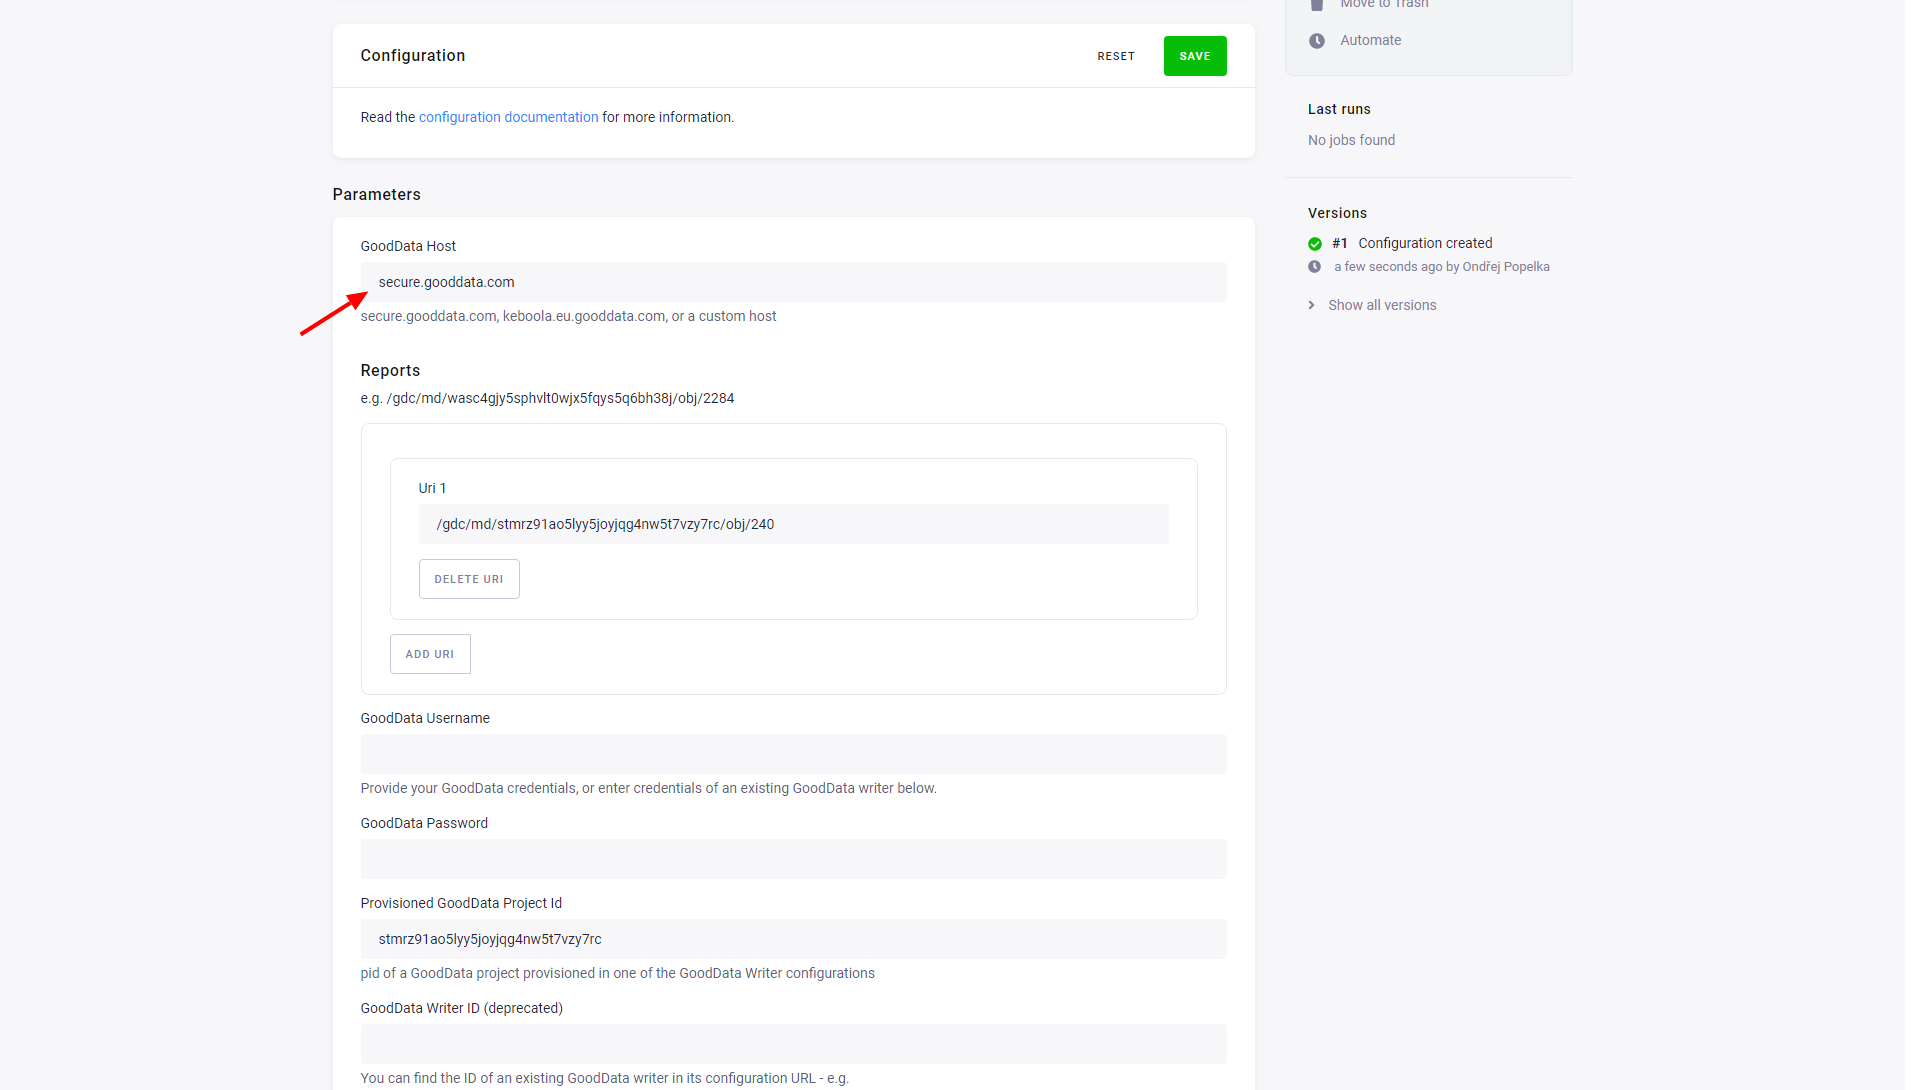 Configuration
RESET
SAVE
Read the configuration documentation for more information.
Parameters
GoodData Host
secure.gooddata.com
secure.gooddata.com, keboola.eu.gooddata.com, or a custom host
Reports
e.g. /gdc/md/wasc4gjy5sphvlt0wjx5fqys5q6bh38j/obj/2284
Uri 1
/gdc/md/stmrz91ao5lyy5joyjqg4nw5t7vzy7rc/obj/240
DELETE URI
ADD URI
GoodData Username
Provide your GoodData credentials, or enter credentials of an existing GoodData writer below.
GoodData Password
Provisioned GoodData Project Id
stmrz91ao5lyy5joyjqg4nw5t7vzy7rc
pid of a GoodData project provisioned in one of the GoodData Writer configurations
GoodData Writer ID (deprecated)
You can find the ID of an existing GoodData writer in its configuration URL - e.g.
Move to Trash
Automate
Last runs
No jobs found
Versions
#1 Configuration created
a few seconds ago by Ondřej Popelka
Show all versions